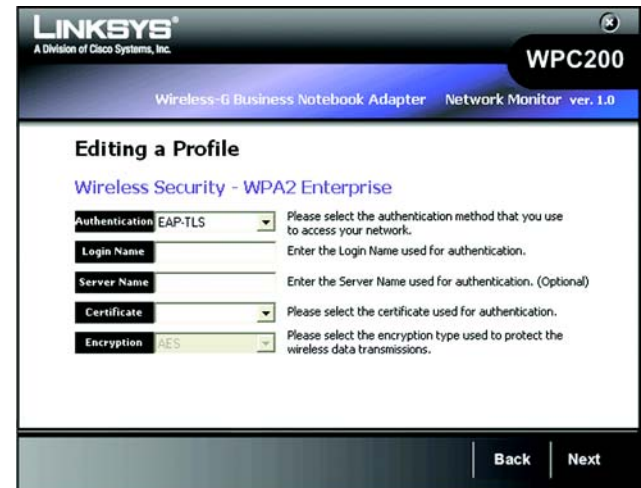 LINKSYS®
A Division of Cisco Systems, Inc.
WPC200
Wireless-G Business Notebook Adapter Network Monitor ver. 1.0
Editing a Profile
Wireless Security - WPA2 Enterprise
Authentication EAP-TLS Please select the authentication method that you use
to access your network.
Login Name Enter the Login Name used for authentication.
Server Name Enter the Server Name used for authentication. (Optional)
Certificate Please select the certificate used for authentication.
Encryption AES Please select the encryption type used to protect the
wireless data transmissions.
Back Next